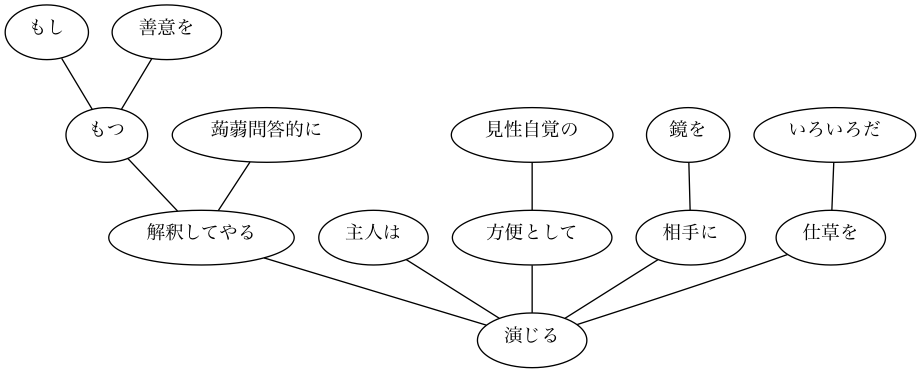 もし
善意を
もつ
蒟蒻問答的に
見性自覚の
鏡を
いろいろだ
解釈してやる
主人は
方便として
相手に
仕草を
演じる